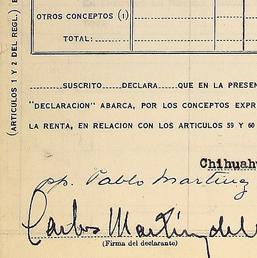 (ARTICULOS 1 Y 2 DEL REGL.)
OTROS CONCEPTOS (1)
TOTAL:
SUSCRITO DECLARA QUE EN LA PRESEN
"DECLARACION" ABARCA, POR LOS CONCEPTOS EXPR
LA RENTA, EN RELACION CON LOS ARTICULOS 59 Y 60
Chihuah
pp. Pablo Martínez
Carlos Martínez del
(Firma del declarante)